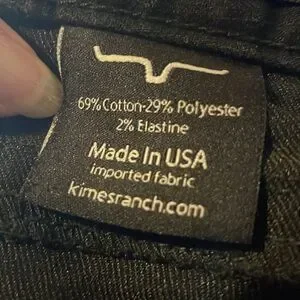 69% Cotton-29% Polyester
2% Elastine
Made In USA
imported fabric
kimesranch.com